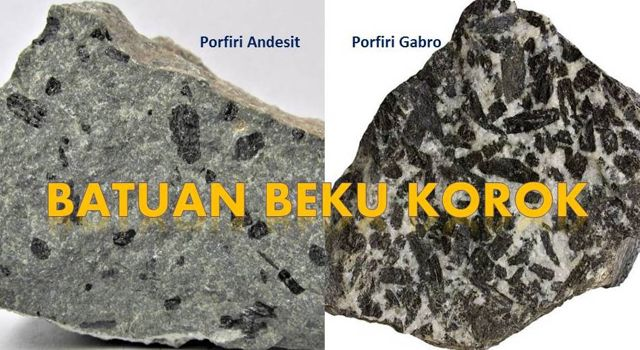 Porfiri Andesit
Porfiri Gabro
BATUAN BEKU KOROK